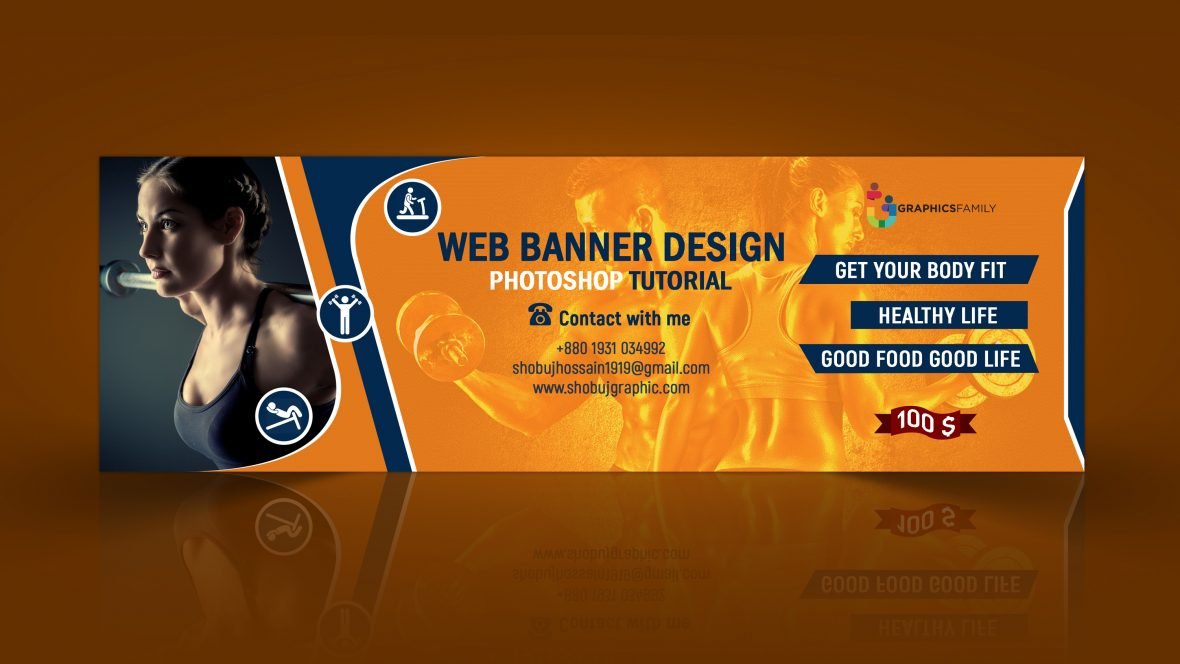 WEB BANNER DESIGN
PHOTOSHOP TUTORIAL
Contact with me
+880 1931 034992
shobujhossain1919@gmail.com
www.shobujgraphic.com
GRAPHICSFAMILY
GET YOUR BODY FIT
HEALTHY LIFE
GOOD FOOD GOOD LIFE
100 $